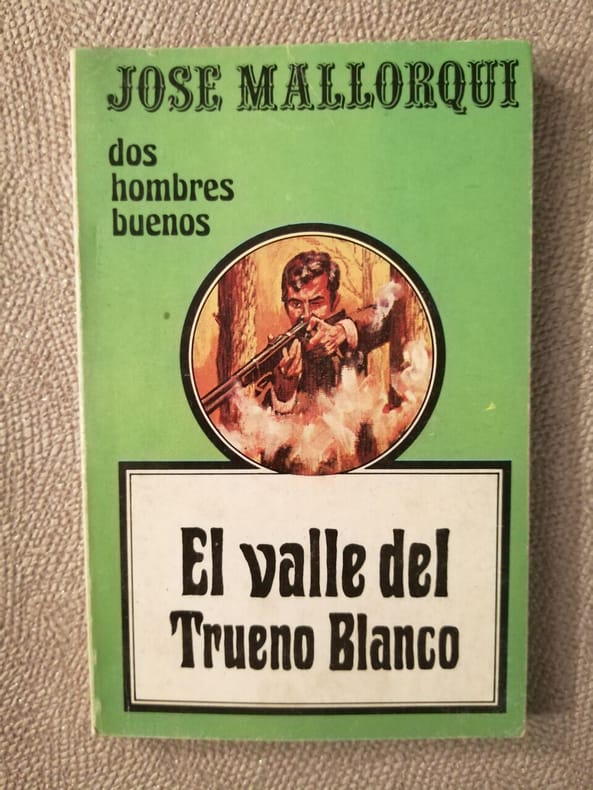 JOSE MALLORQUI
dos
hombres
buenos
El valle del
Trueno Blanco